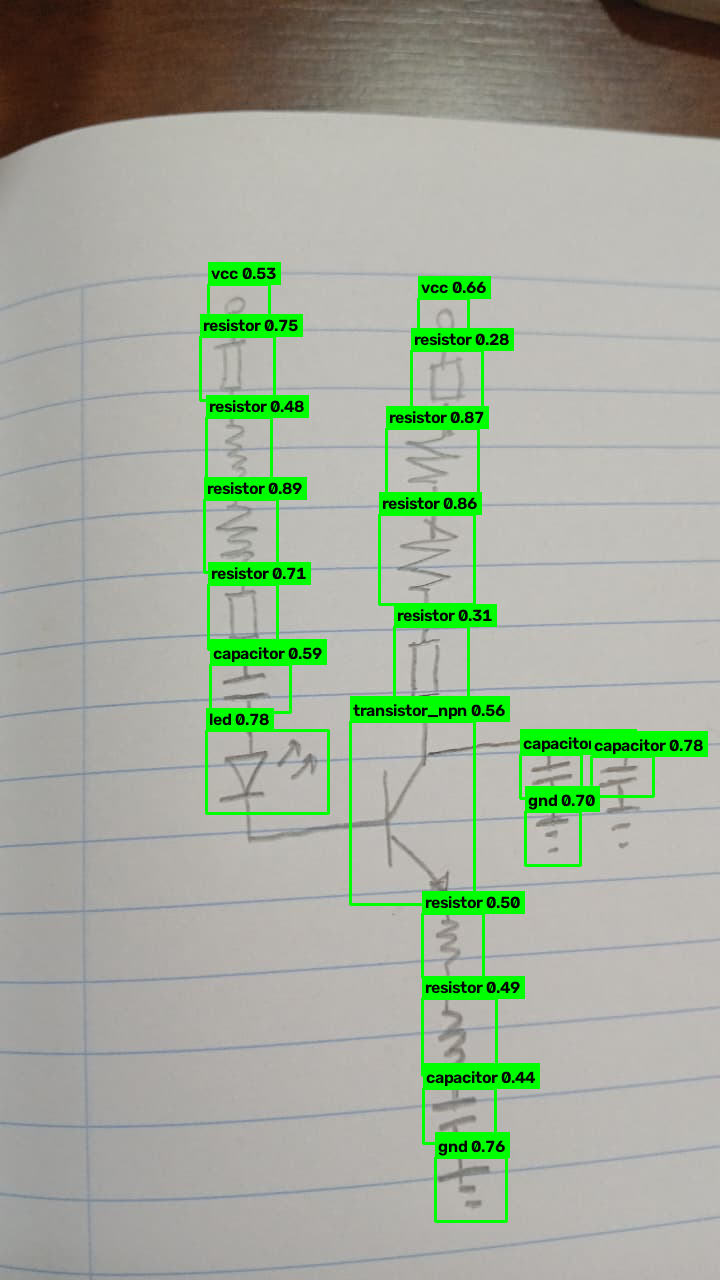 vcc 0.53
vcc 0.66
resistor 0.75
resistor 0.28
resistor 0.48
resistor 0.87
resistor 0.89
resistor 0.86
resistor 0.71
resistor 0.31
capacitor 0.59
led 0.78
transistor_npn 0.56
capacitor
capacitor 0.78
gnd 0.70
resistor 0.50
resistor 0.49
capacitor 0.44
gnd 0.76